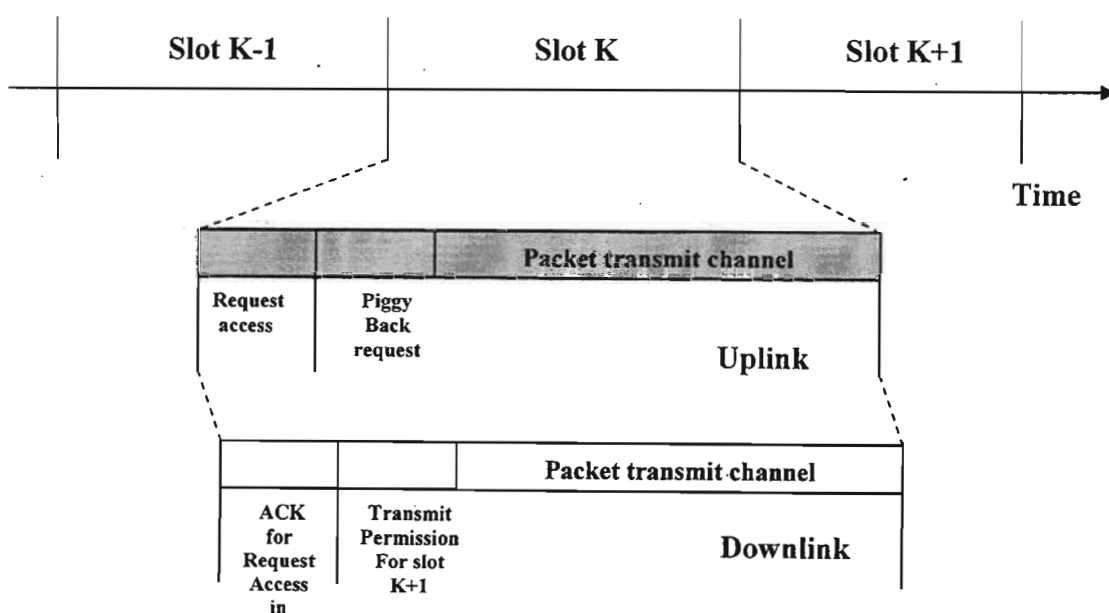 Slot K-1
Slot K
Slot K+1
Time
Packet transmit channel
Request
access
Piggy
Back
request
Uplink
Packet transmit channel
ACK
for
Request
Access
in
Transmit
Permission
For slot
K+1
Downlink